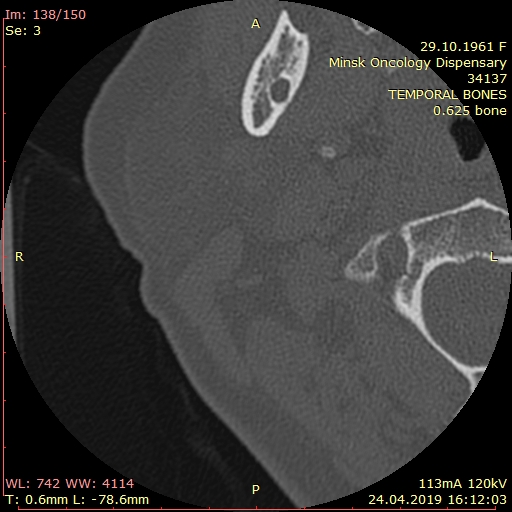 Im: 138/150
Se: 3
A
29.10.1961 F
Minsk Oncology Dispensary
34137
TEMPORAL BONES
0.625 bone
R
L
WL: 742 WW: 4114
T: 0.6mm L: -78.6mm
P
113mA 120kV
24.04.2019 16:12:03